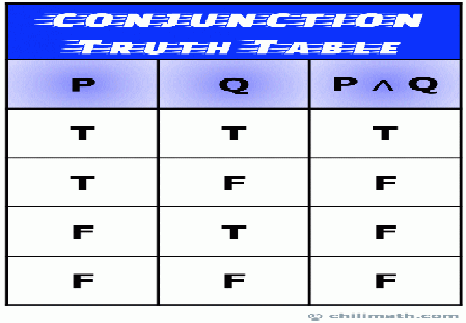 CONJUNCTION
TRUTH TABLE
P Q P ∧ Q
T T T
T F F
F T F
F F F
chilimath.com